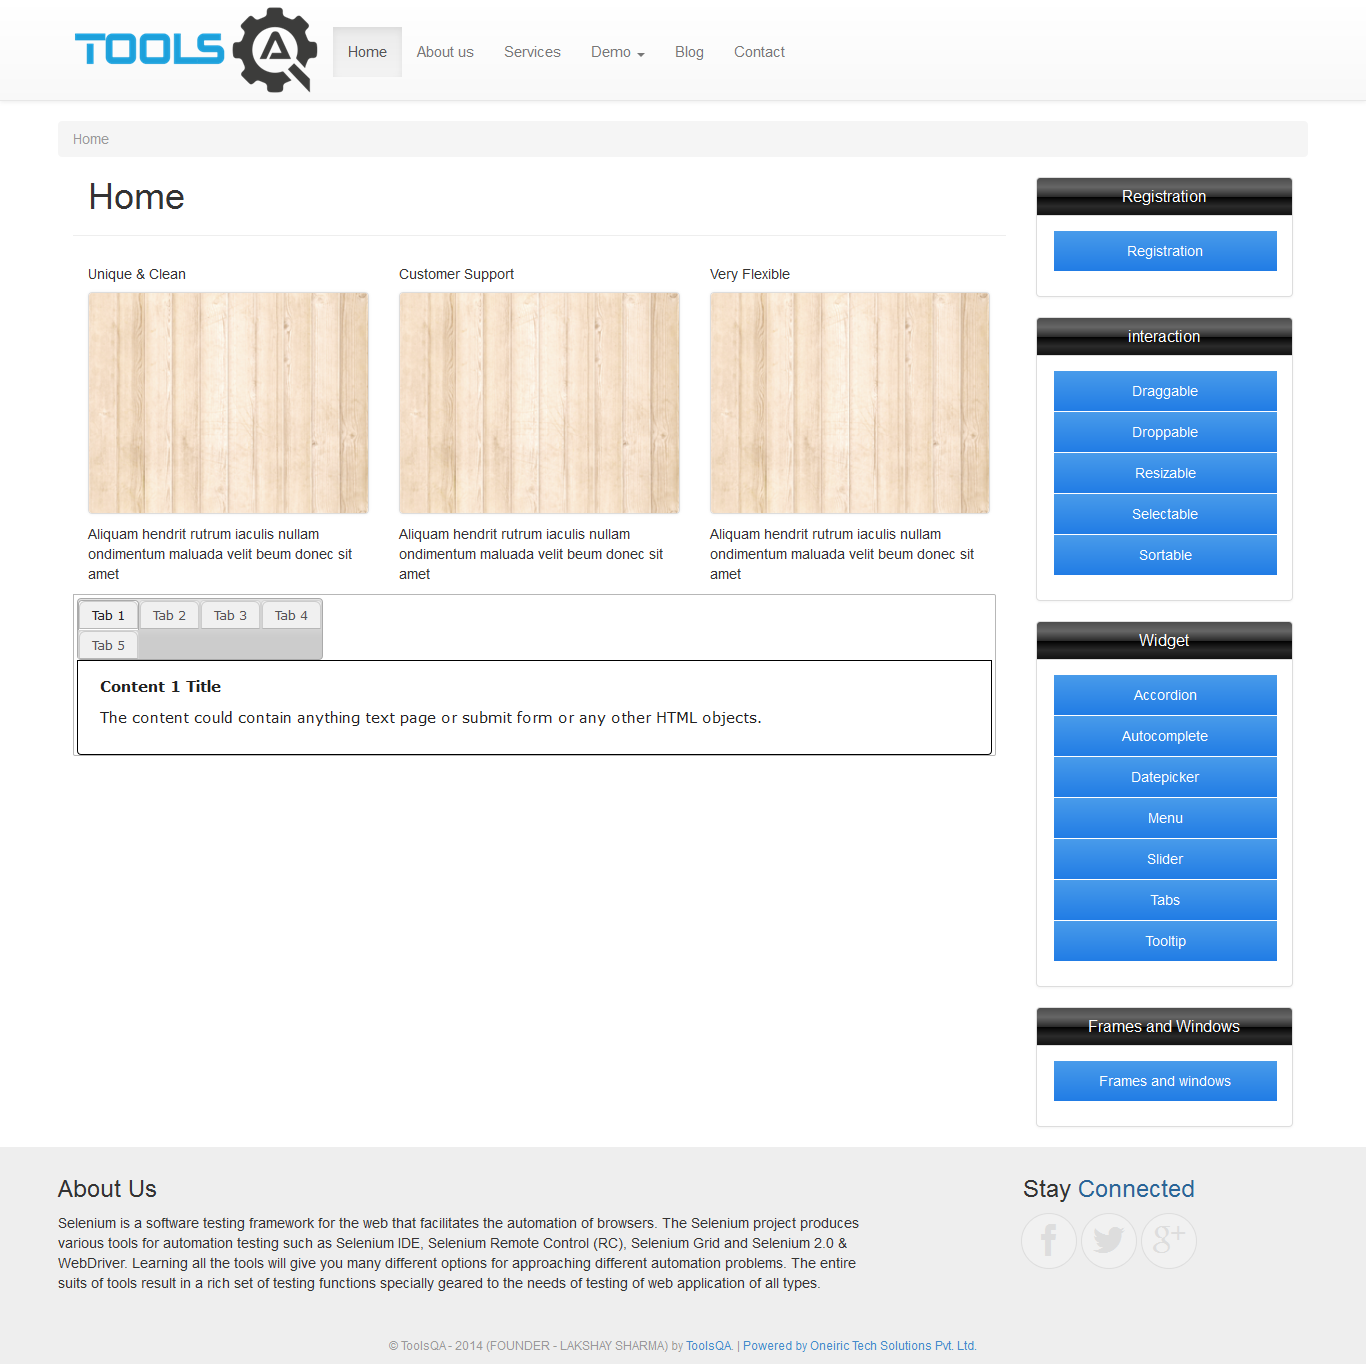 TOOLS QA
Home About us Services Demo Blog Contact
Home
Home
Unique & Clean
Aliquam hendrit rutrum iaculis nullam
ondimentum maluada velit beum donec sit
amet
Customer Support
Aliquam hendrit rutrum iaculis nullam
ondimentum maluada velit beum donec sit
amet
Very Flexible
Aliquam hendrit rutrum iaculis nullam
ondimentum maluada velit beum donec sit
amet
Tab 1 Tab 2 Tab 3 Tab 4
Tab 5
Content 1 Title
The content could contain anything text page or submit form or any other HTML objects.
Registration
Registration
interaction
Draggable
Droppable
Resizable
Selectable
Sortable
Widget
Accordion
Autocomplete
Datepicker
Menu
Slider
Tabs
Tooltip
Frames and Windows
Frames and windows
About Us
Selenium is a software testing framework for the web that facilitates the automation of browsers. The Selenium project produces
various tools for automation testing such as Selenium IDE, Selenium Remote Control (RC), Selenium Grid and Selenium 2.0 &
WebDriver. Learning all the tools will give you many different options for approaching different automation problems. The entire
suits of tools result in a rich set of testing functions specially geared to the needs of testing of web application of all types.
Stay Connected
f g+
© ToolsQA - 2014 (FOUNDER - LAKSHAY SHARMA) by ToolsQA. | Powered by Oneiric Tech Solutions Pvt. Ltd.